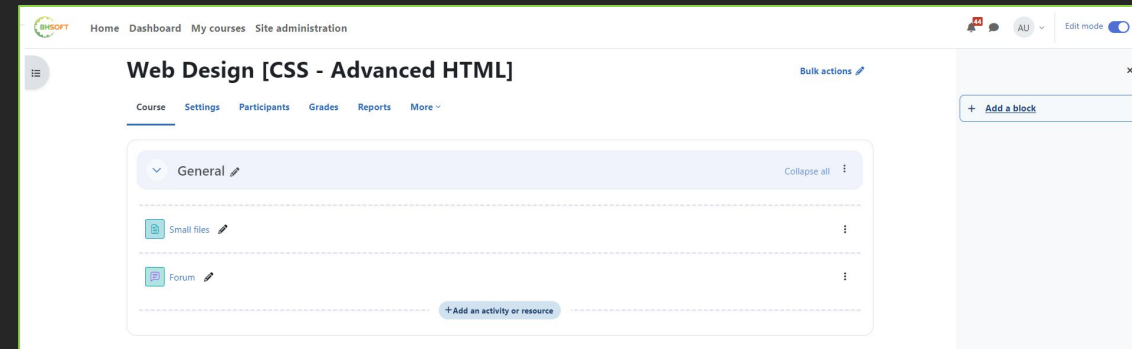 BHSOFT Home Dashboard My courses Site administration 44 AU Edit mode
Web Design [CSS - Advanced HTML] Bulk actions
Course Settings Participants Grades Reports More
+ Add a block
General Collapse all
Small files
Forum
+Add an activity or resource